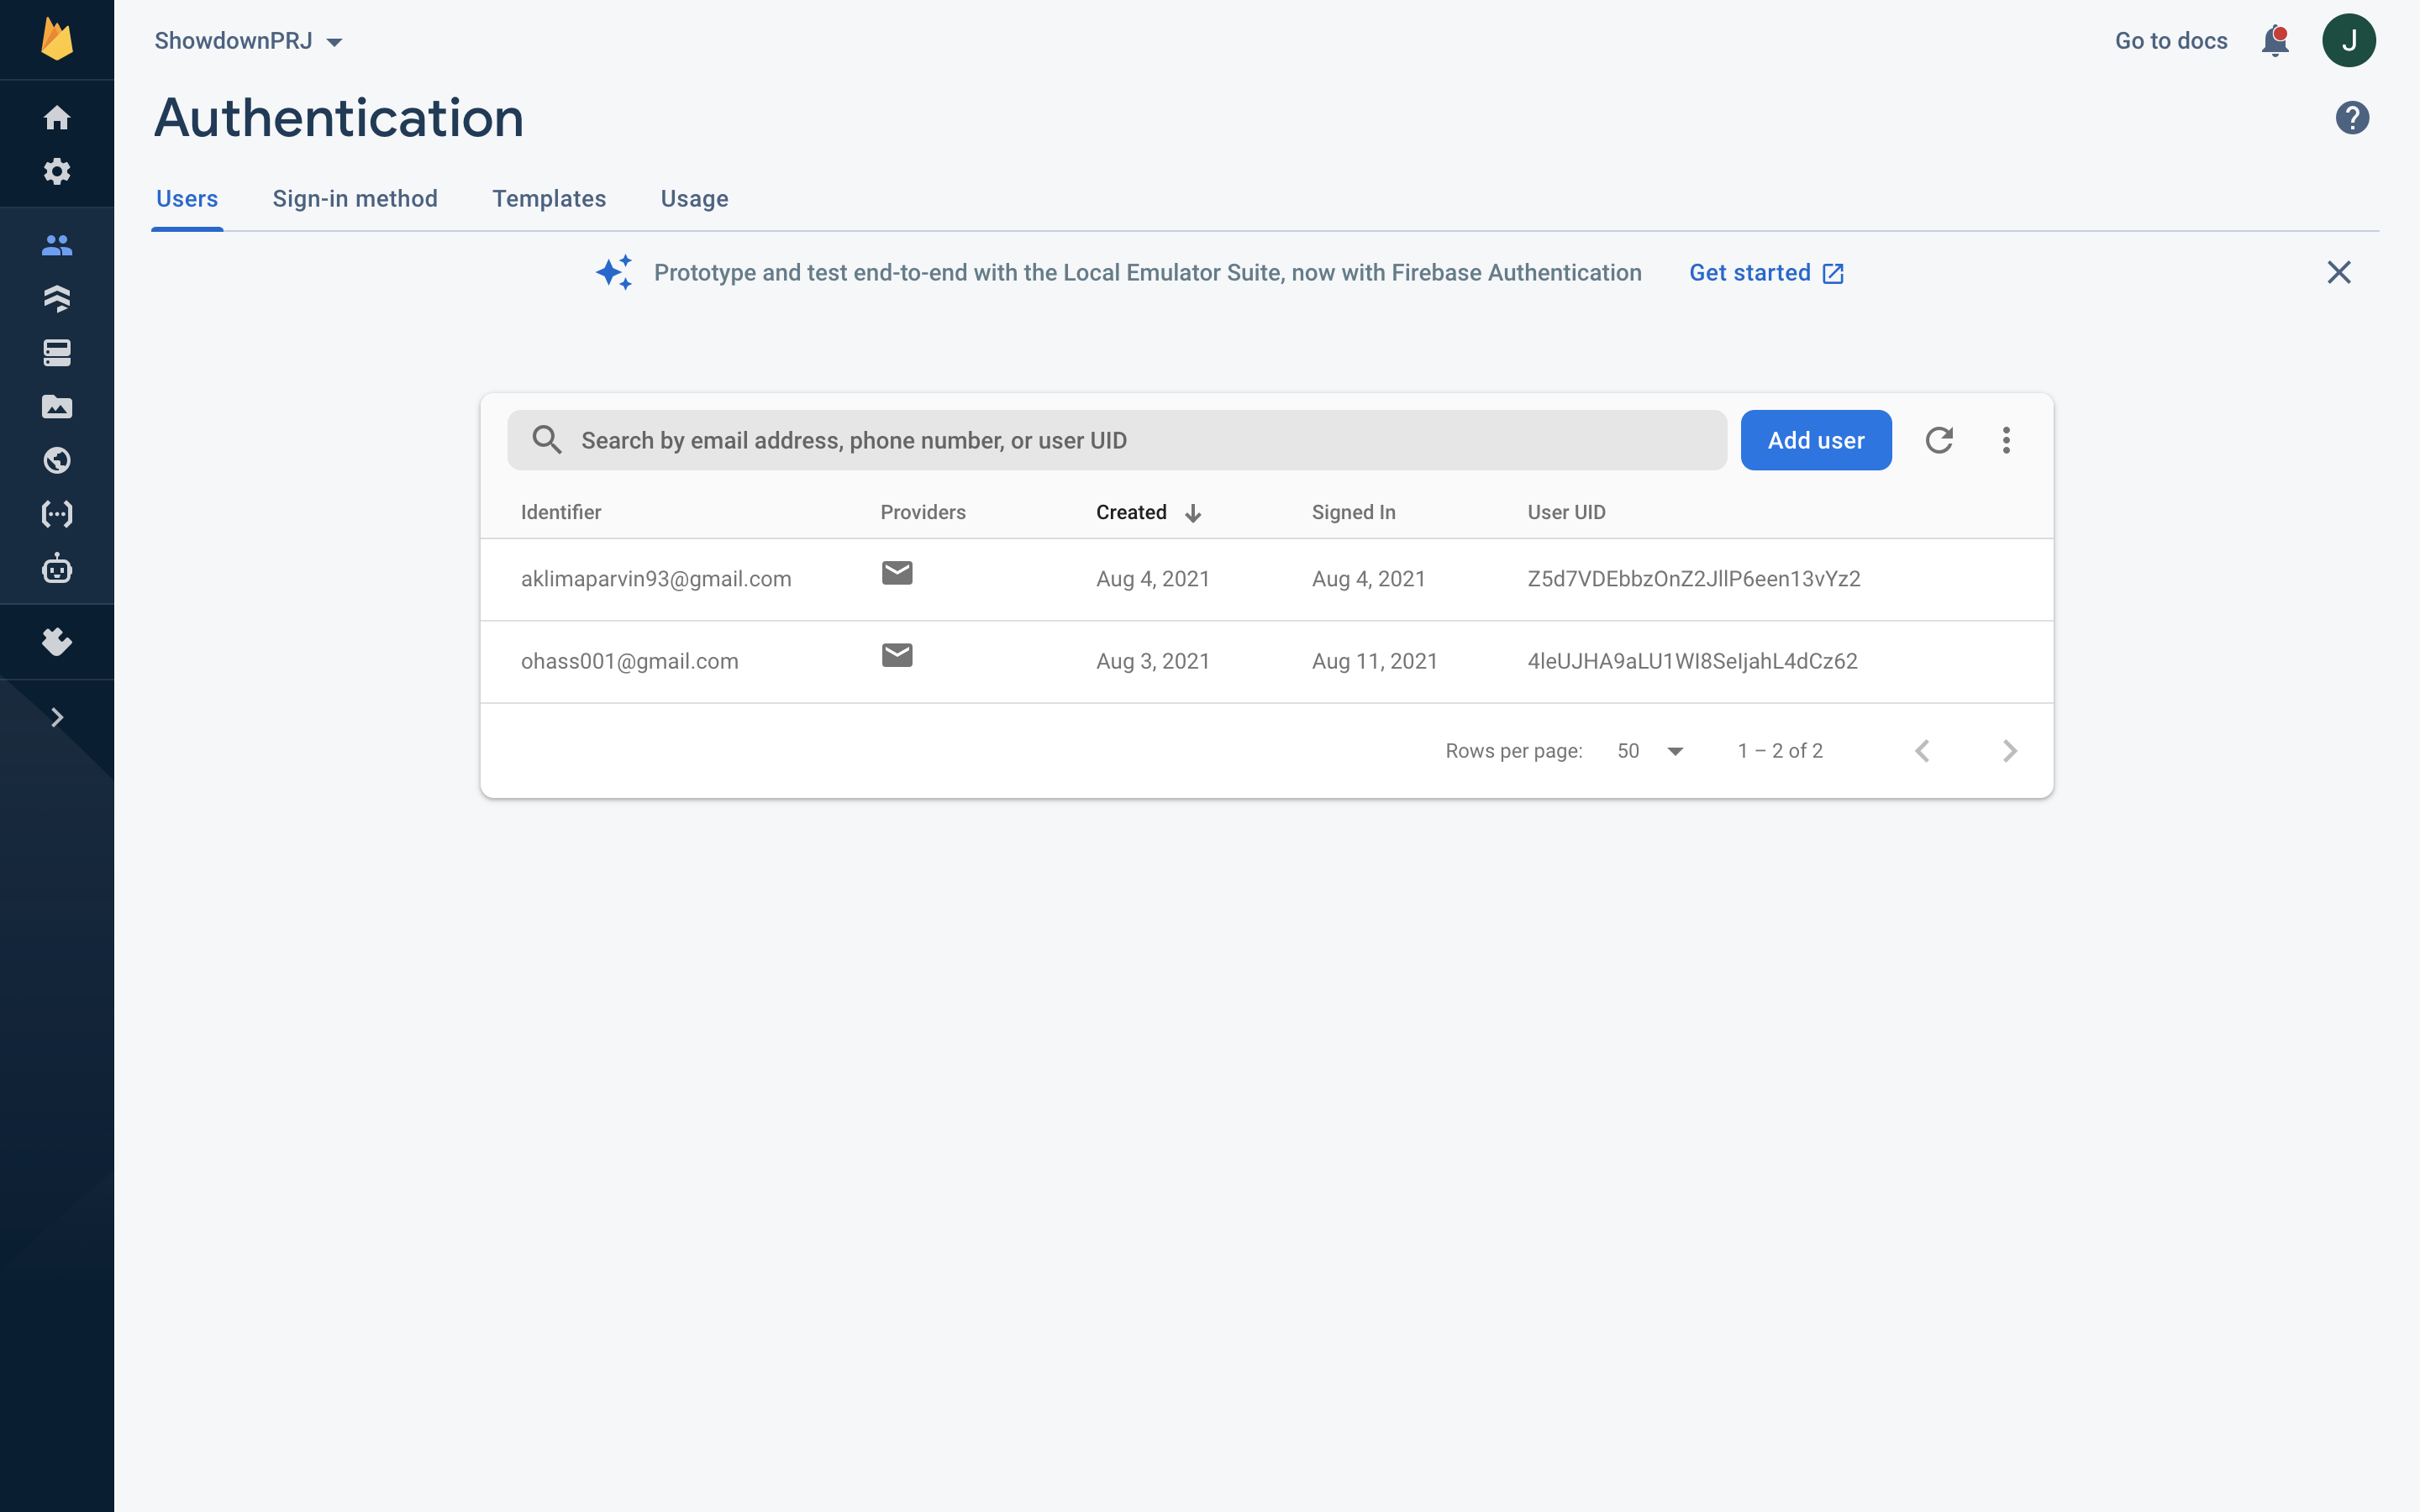 ShowdownPRJ
Go to docs
J
Authentication
Users Sign-in method Templates Usage
Prototype and test end-to-end with the Local Emulator Suite, now with Firebase Authentication Get started
Search by email address, phone number, or user UID Add user
Identifier Providers Created Signed In User UID
aklimaparvin93@gmail.com Aug 4, 2021 Aug 4, 2021 Z5d7VDEbbzOnZ2JllP6een13vYz2
ohass001@gmail.com Aug 3, 2021 Aug 11, 2021 4leUJHA9aLU1WI8SeljahL4dCz62
Rows per page: 50 1 – 2 of 2